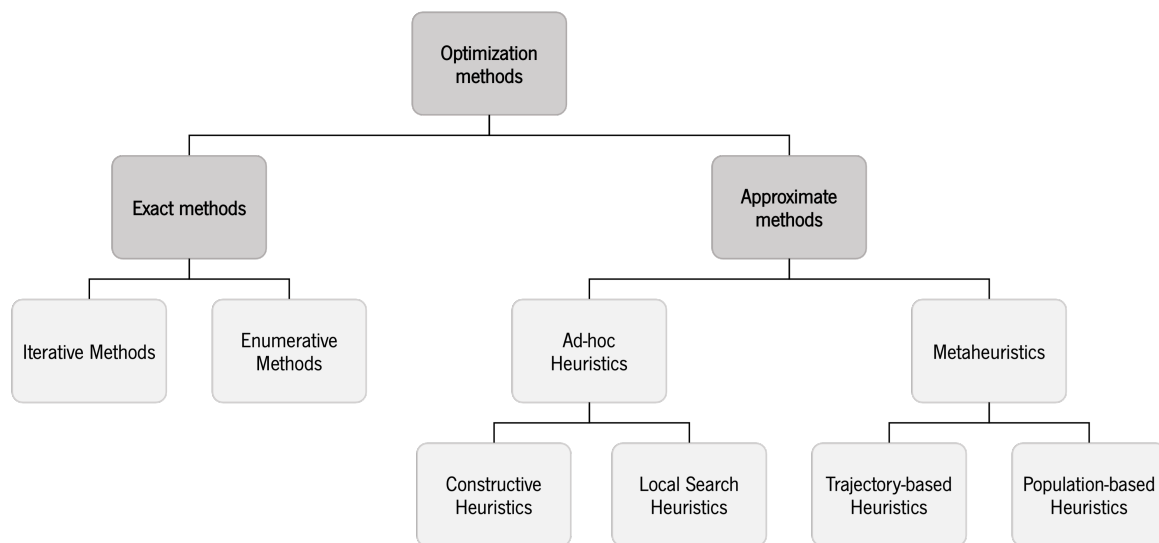 Optimization
methods
Exact methods
Approximate
methods
Iterative Methods
Enumerative
Methods
Ad-hoc
Heuristics
Metaheuristics
Constructive
Heuristics
Local Search
Heuristics
Trajectory-based
Heuristics
Population-based
Heuristics